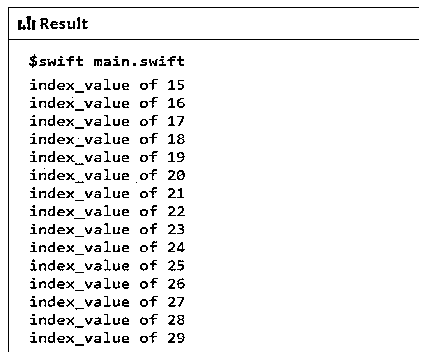 Result
$swift main.swift
index_value of 15
index_value of 16
index_value of 17
index_value of 18
index_value of 19
index_value of 20
index_value of 21
index_value of 22
index_value of 23
index_value of 24
index_value of 25
index_value of 26
index_value of 27
index_value of 28
index_value of 29